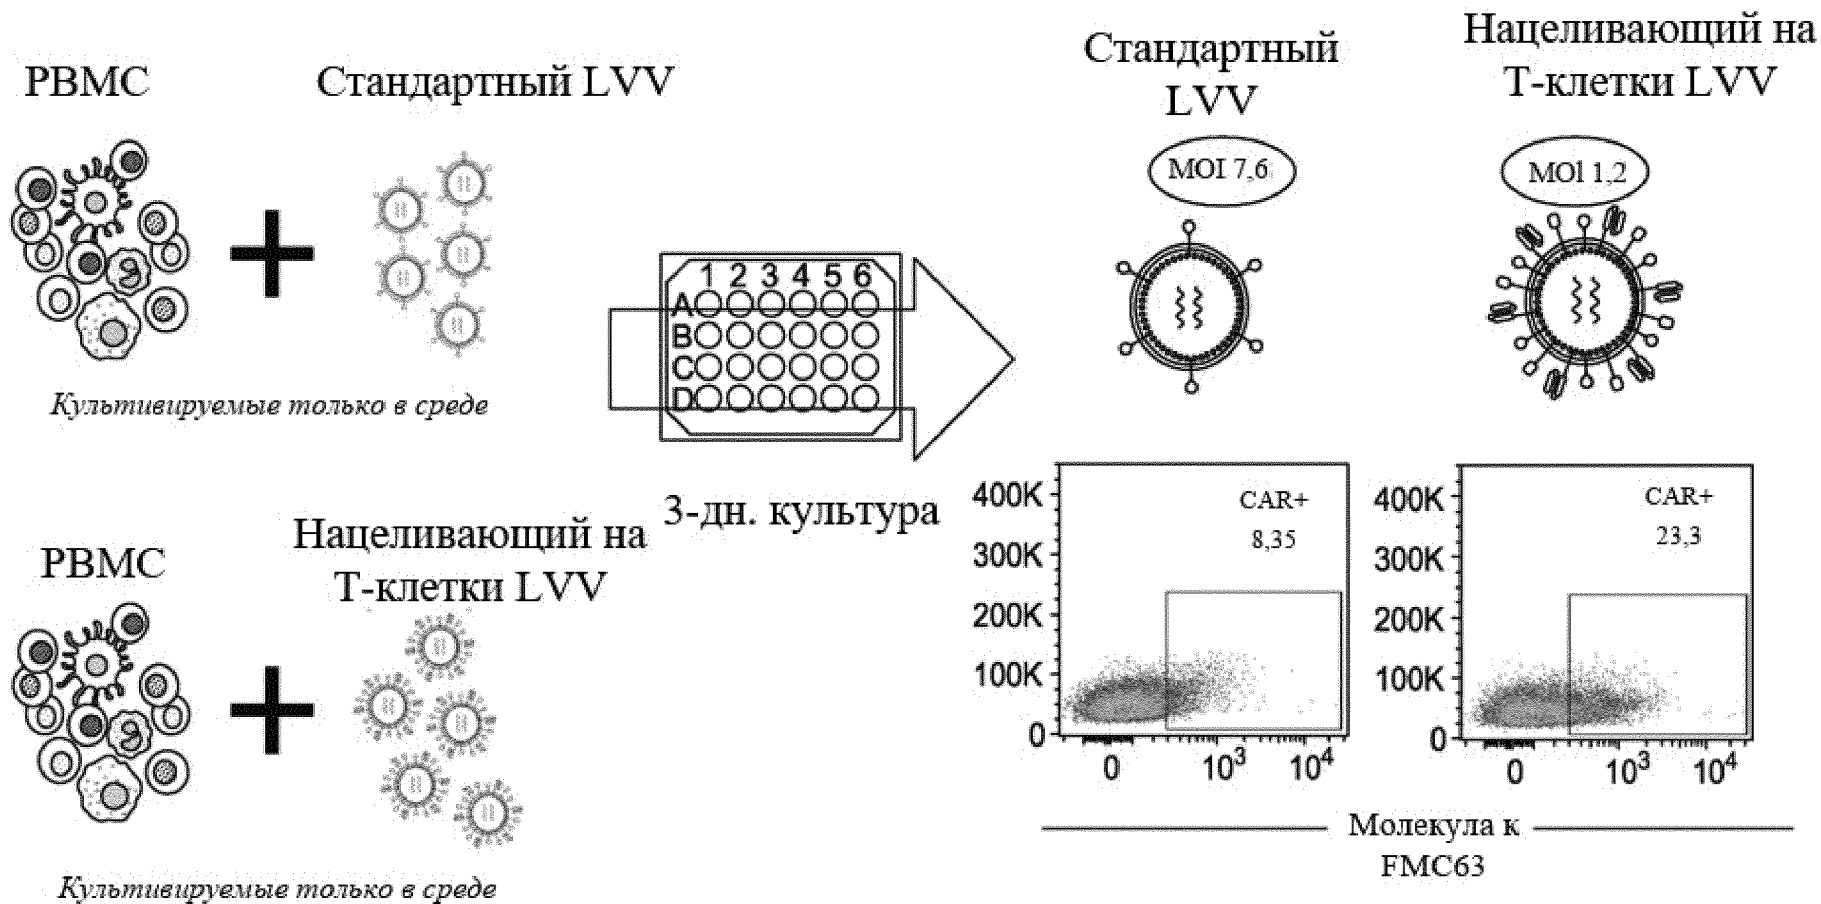 PBMC
Стандартный LVV
Культивируемые только в среде
PBMC
Нацеливающий на
Т-клетки LVV
Культивируемые только в среде
1 2 3 4 5 6
A
B
C
D
3-дн. культура
Стандартный
LVV
MOI 7,6
Нацеливающий на
Т-клетки LVV
MOl 1,2
400K
300K
200K
100K
0
CAR+
8,35
0 10³ 10⁴
400K
300K
200K
100K
0
CAR+
23,3
0 10³ 10⁴
Молекула к
FMC63